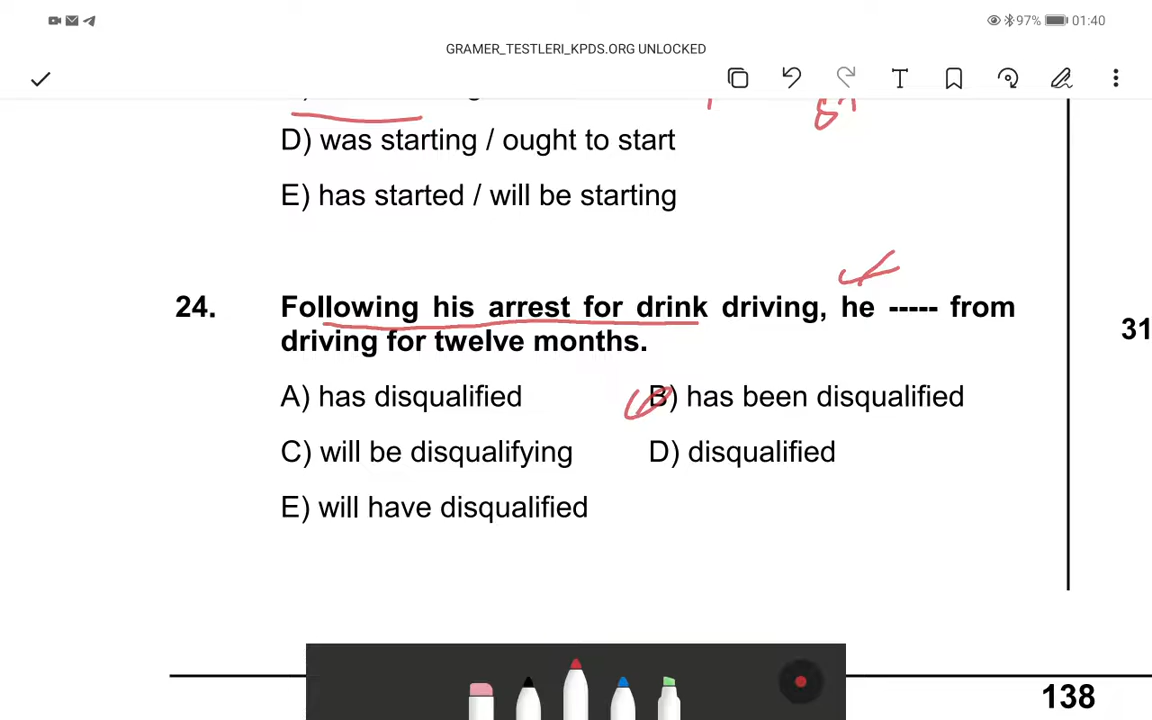 97% 01:40
GRAMER_TESTLERI_KPDS.ORG UNLOCKED
D) was starting / ought to start
E) has started / will be starting
24. Following his arrest for drink driving, he ----- from
driving for twelve months.
31
A) has disqualified B) has been disqualified
C) will be disqualifying D) disqualified
E) will have disqualified
138